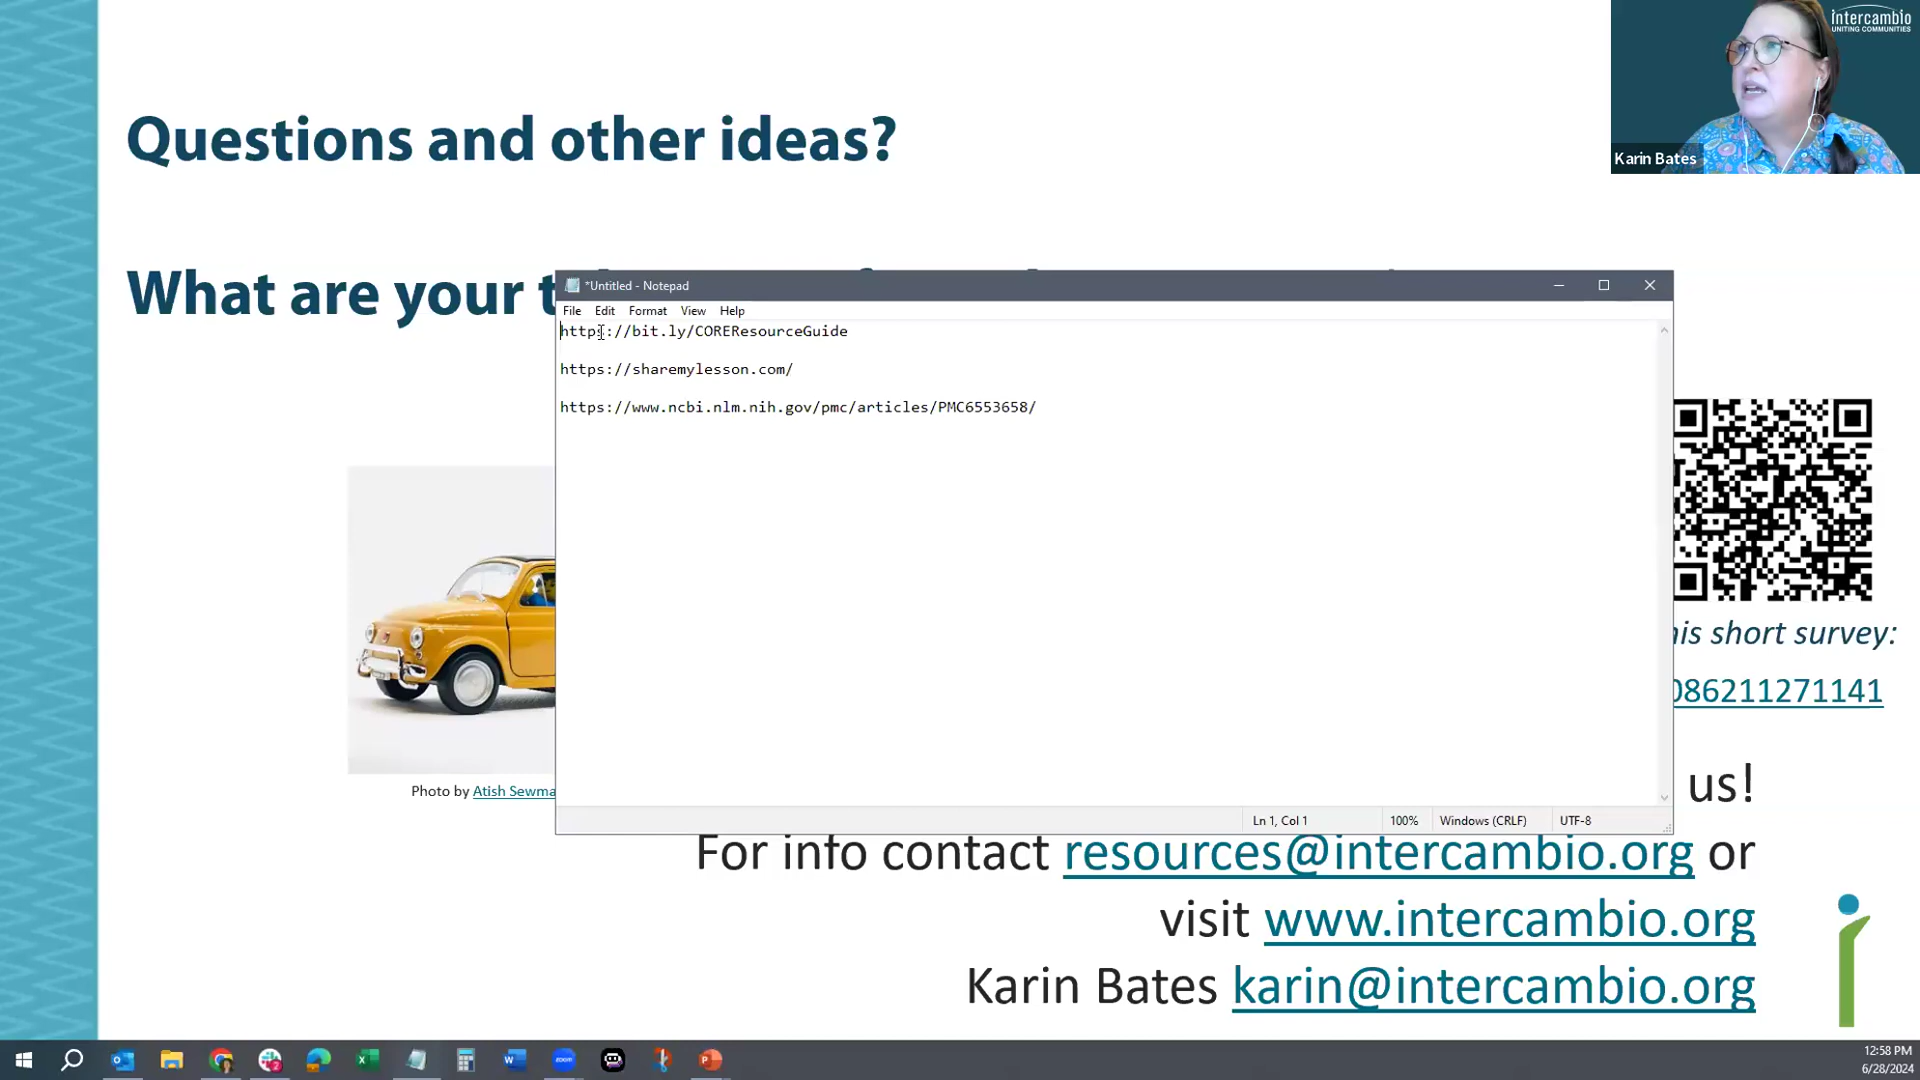 intercambio
UNITING COMMUNITIES
Karin Bates
Questions and other ideas?
What are your
*Untitled - Notepad
File Edit Format View Help
https://bit.ly/COREResourceGuide
https://sharemylesson.com/
https://www.ncbi.nlm.nih.gov/pmc/articles/PMC6553658/
Ln 1, Col 1 100% Windows (CRLF) UTF-8
his short survey:
086211271141
Photo by Atish Sewma
us!
For info contact resources@intercambio.org or
visit www.intercambio.org
Karin Bates karin@intercambio.org
12:58 PM
6/28/2024